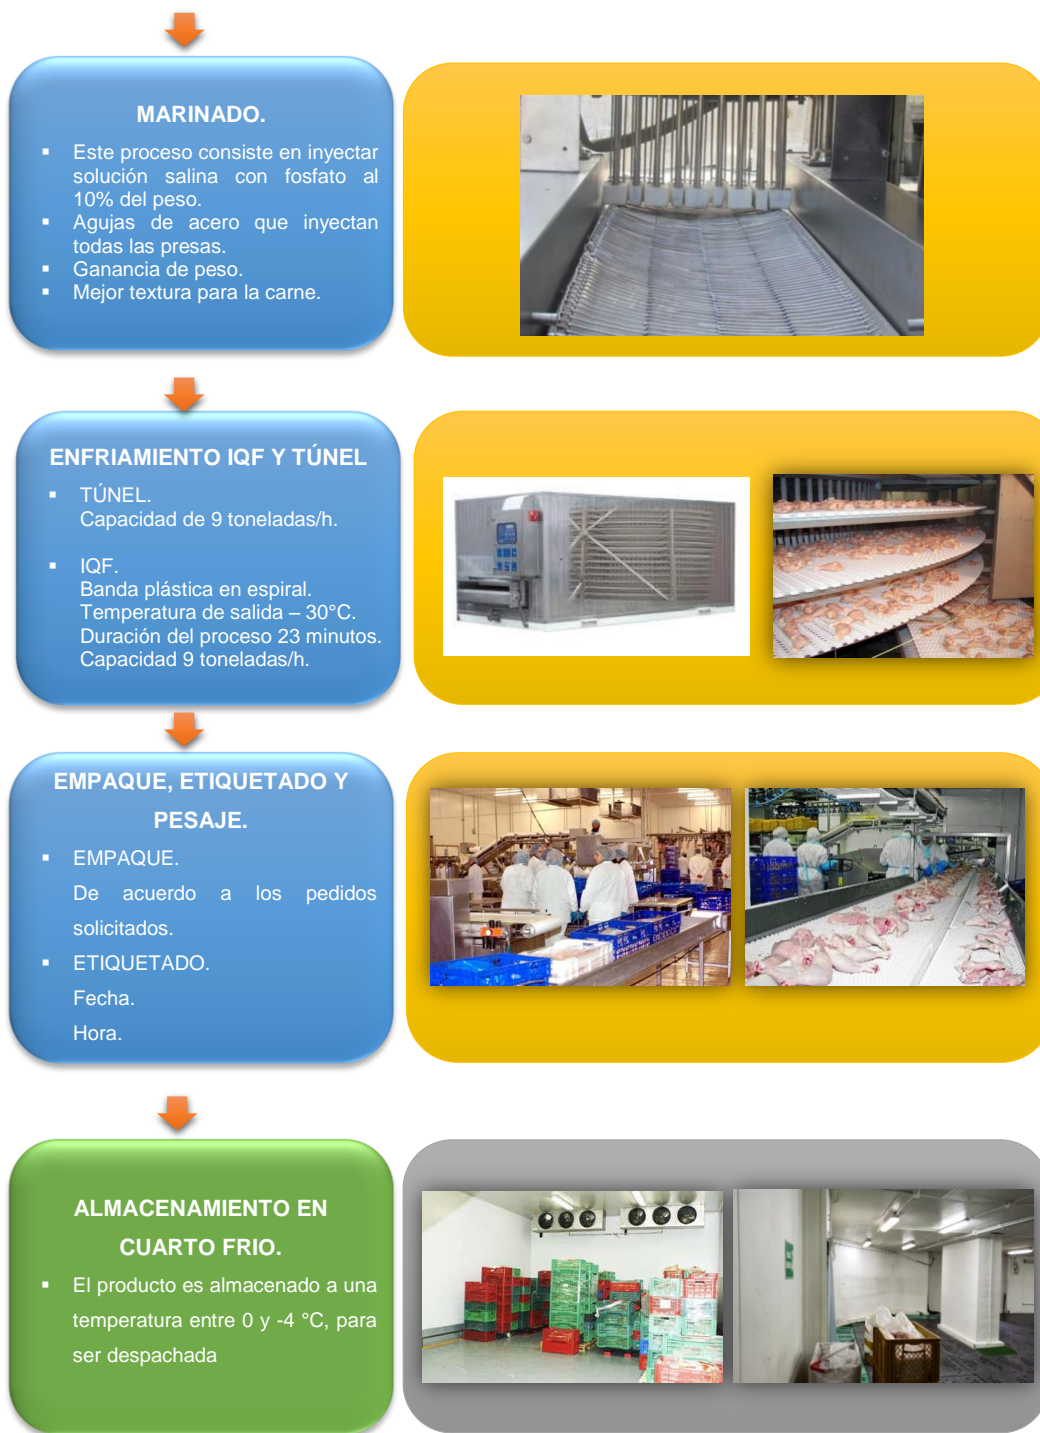 MARINADO.
▪ Este proceso consiste en inyectar
solución salina con fosfato al
10% del peso.
▪ Agujas de acero que inyectan
todas las presas.
▪ Ganancia de peso.
▪ Mejor textura para la carne.
ENFRIAMIENTO IQF Y TÚNEL
▪ TÚNEL.
Capacidad de 9 toneladas/h.
▪ IQF.
Banda plástica en espiral.
Temperatura de salida – 30°C.
Duración del proceso 23 minutos.
Capacidad 9 toneladas/h.
EMPAQUE, ETIQUETADO Y
PESAJE.
▪ EMPAQUE.
De acuerdo a los pedidos
solicitados.
▪ ETIQUETADO.
Fecha.
Hora.
ALMACENAMIENTO EN
CUARTO FRIO.
▪ El producto es almacenado a una
temperatura entre 0 y -4 °C, para
ser despachada